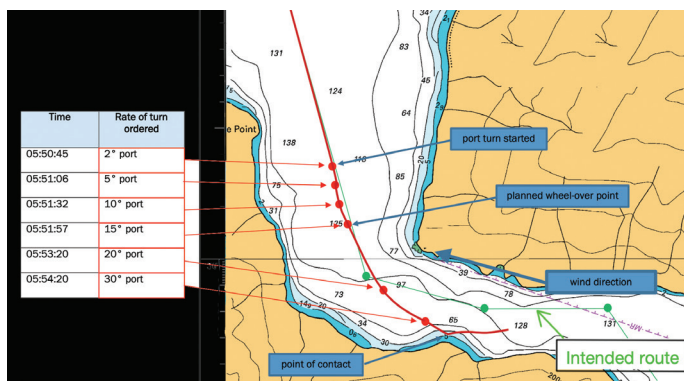 Time Rate of turn
ordered
05:50:45 2° port
05:51:06 5° port
05:51:32 10° port
05:51:57 15° port
05:53:20 20° port
05:54:20 30° port
e Point
port turn started
planned wheel-over point
wind direction
point of contact
Intended route
34
131
83
45
124
64
138
118
85
75
31
125
77
39
97
78
73
34
65
128
131
30
200